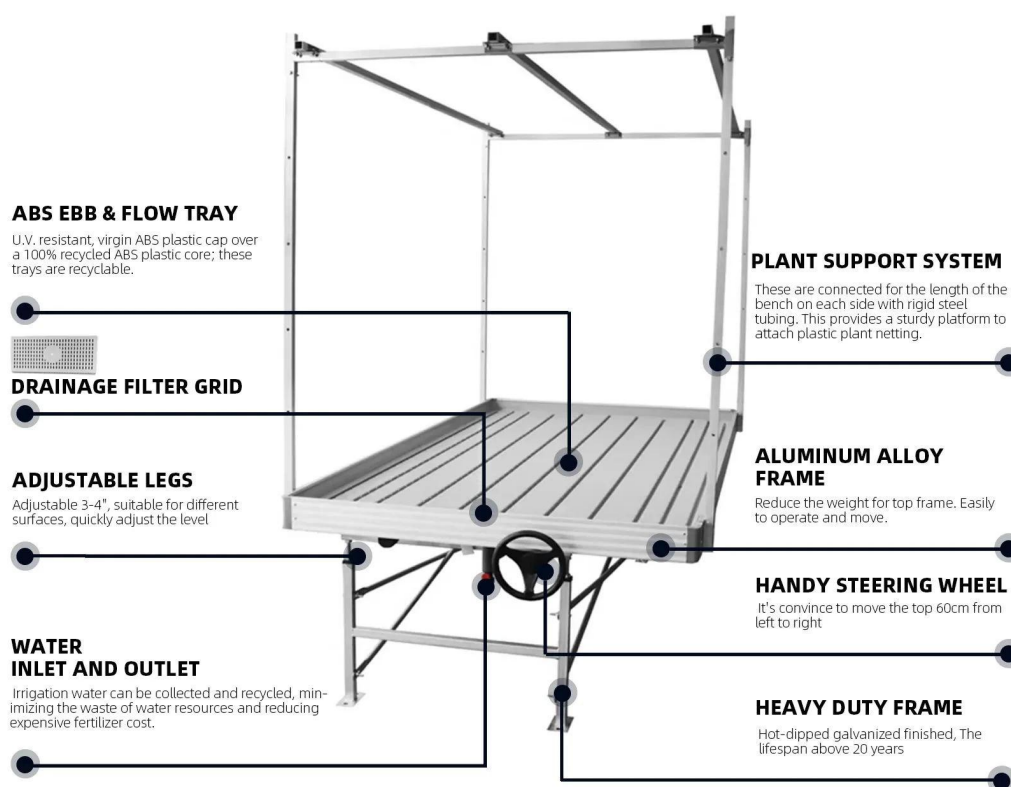 ABS EBB & FLOW TRAY
U.V. resistant, virgin ABS plastic cap over
a 100% recycled ABS plastic core; these
trays are recyclable.
DRAINAGE FILTER GRID
ADJUSTABLE LEGS
Adjustable 3-4", suitable for different
surfaces, quickly adjust the level
WATER
INLET AND OUTLET
Irrigation water can be collected and recycled, min-
imizing the waste of water resources and reducing
expensive fertilizer cost.
PLANT SUPPORT SYSTEM
These are connected for the length of the
bench on each side with rigid steel
tubing. This provides a sturdy platform to
attach plastic plant netting.
ALUMINUM ALLOY
FRAME
Reduce the weight for top frame. Easily
to operate and move.
HANDY STEERING WHEEL
It's convince to move the top 60cm from
left to right
HEAVY DUTY FRAME
Hot-dipped galvanized finished, The
lifespan above 20 years